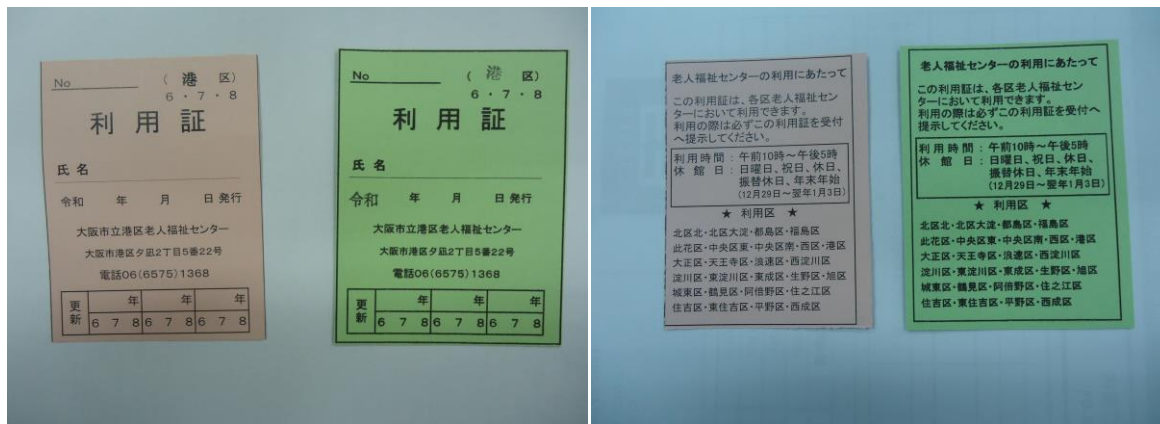 No （ 港 区）
6・7・8
利 用 証
氏 名
令和 年 月 日 発行
大阪市立港区老人福祉センター
大阪市港区夕凪2丁目5番22号
電話06(6575)1368
更新 年 年 年
6 7 8 6 7 8 6 7 8
No （ 港 区）
6・7・8
利 用 証
氏 名
令和 年 月 日 発行
大阪市立港区老人福祉センター
大阪市港区夕凪2丁目5番22号
電話06(6575)1368
更新 年 年 年
6 7 8 6 7 8 6 7 8
老人福祉センターの利用にあたって
この利用証は、各区老人福祉セン
ターにおいて利用できます。
利用の際は必ずこの利用証を受付
へ提示してください。
利用時間：午前10時～午後5時
休 館 日：日曜日、祝日、休日、
振替休日、年末年始
(12月29日～翌年1月3日)
★ 利用区 ★
北区北・北区大淀・都島区・福島区
此花区・中央区東・中央区南・西区・港区
大正区・天王寺区・浪速区・西淀川区
淀川区・東淀川区・東成区・生野区・旭区
城東区・鶴見区・阿倍野区・住之江区
住吉区・東住吉区・平野区・西成区
老人福祉センターの利用にあたって
この利用証は、各区老人福祉セン
ターにおいて利用できます。
利用の際は必ずこの利用証を受付へ
提示してください。
利用時間：午前10時～午後5時
休 館 日：日曜日、祝日、休日、
振替休日、年末年始
(12月29日～翌年1月3日)
★ 利用区 ★
北区北・北区大淀・都島区・福島区
此花区・中央区東・中央区南・西区・港区
大正区・天王寺区・浪速区・西淀川区
淀川区・東淀川区・東成区・生野区・旭区
城東区・鶴見区・阿倍野区・住之江区
住吉区・東住吉区・平野区・西成区